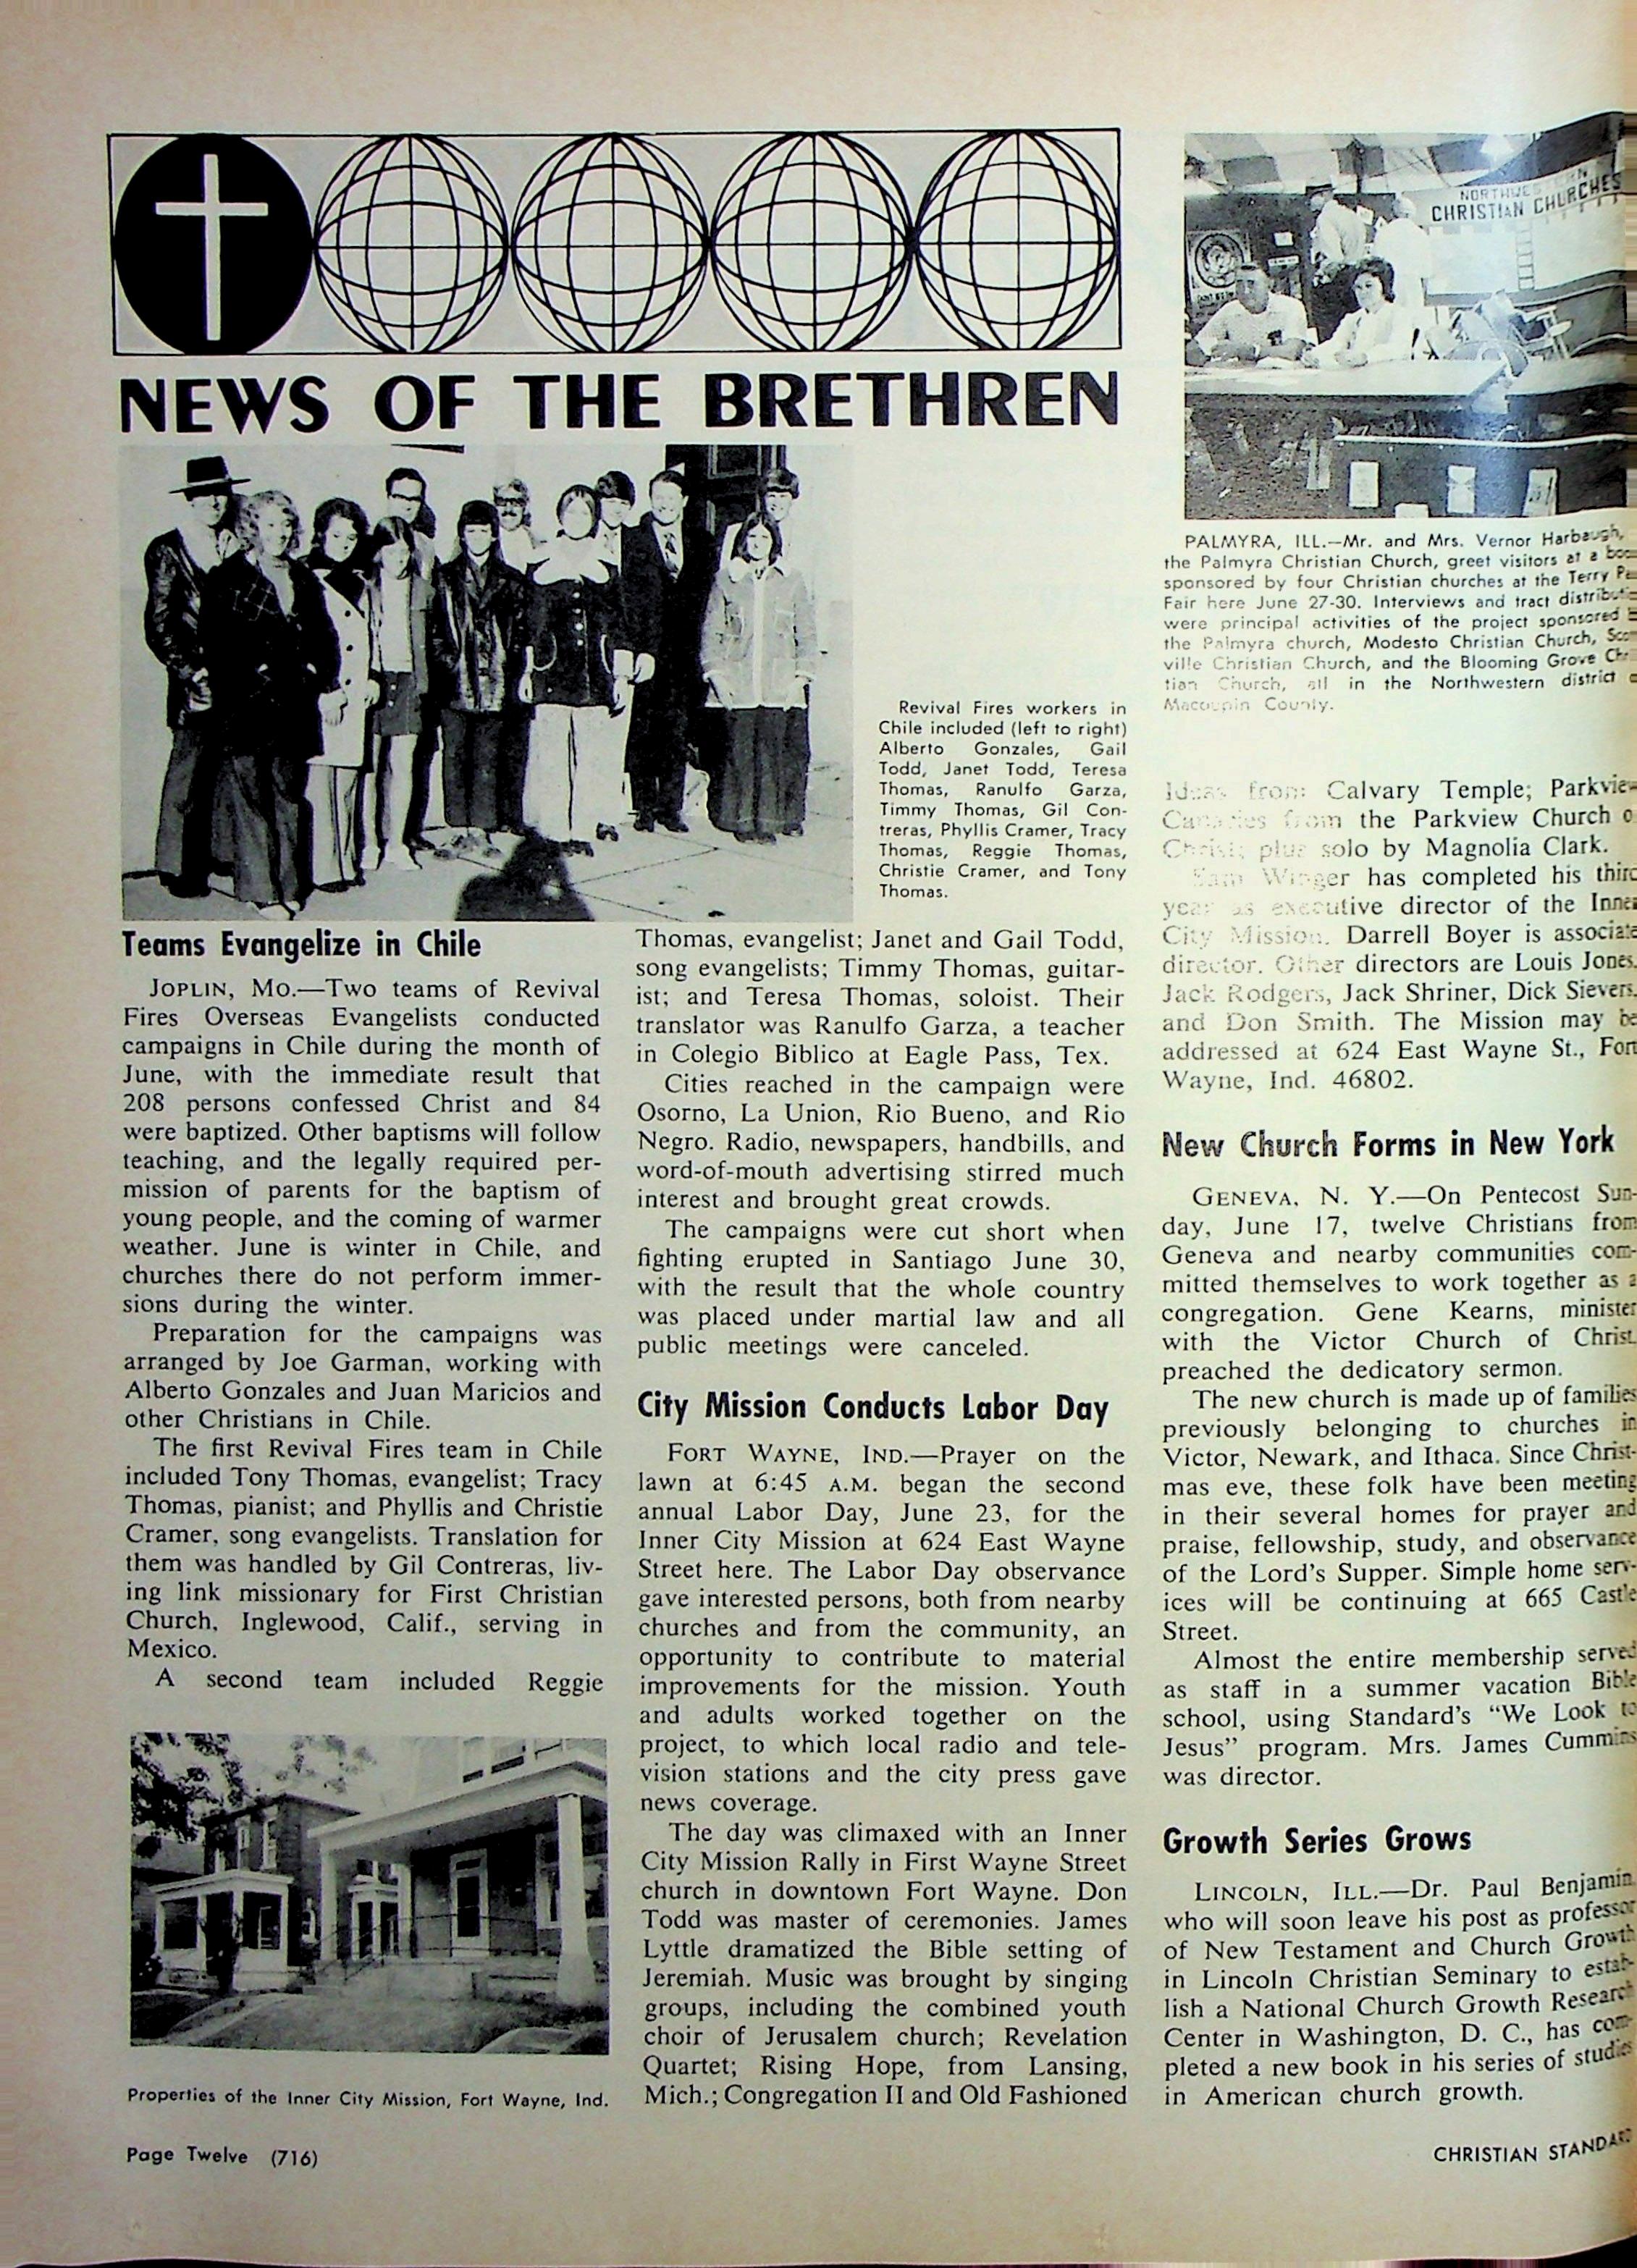 NEWS OF THE BRETHREN
Revival Fires workers in
Chile included (left to right)
Alberto Gonzales, Gail
Todd, Janet Todd, Teresa
Thomas, Ranulfo Garza,
Timmy Thomas, Gil Con-
treras, Phyllis Cramer, Tracy
Thomas, Reggie Thomas,
Christie Cramer, and Tony
Thomas.
Teams Evangelize in Chile
JOPLIN, MO.—Two teams of Revival
Fires Overseas Evangelists conducted
campaigns in Chile during the month of
June, with the immediate result that
208 persons confessed Christ and 84
were baptized. Other baptisms will follow
teaching, and the legally required per-
mission of parents for the baptism of
young people, and the coming of warmer
weather. June is winter in Chile, and
churches there do not perform immer-
sions during the winter.
Preparation for the campaigns was
arranged by Joe Garman, working with
Alberto Gonzales and Juan Maricios and
other Christians in Chile.
The first Revival Fires team in Chile
included Tony Thomas, evangelist; Tracy
Thomas, pianist; and Phyllis and Christie
Cramer, song evangelists. Translation for
them was handled by Gil Contreras, liv-
ing link missionary for First Christian
Church, Inglewood, Calif., serving in
Mexico.
A second team included Reggie
Properties of the Inner City Mission, Fort Wayne, Ind.
Thomas, evangelist; Janet and Gail Todd,
song evangelists; Timmy Thomas, guitar-
ist; and Teresa Thomas, soloist. Their
translator was Ranulfo Garza, a teacher
in Colegio Biblico at Eagle Pass, Tex.
Cities reached in the campaign were
Osorno, La Union, Rio Bueno, and Rio
Negro. Radio, newspapers, handbills, and
word-of-mouth advertising stirred much
interest and brought great crowds.
The campaigns were cut short when
fighting erupted in Santiago June 30,
with the result that the whole country
was placed under martial law and all
public meetings were canceled.
City Mission Conducts Labor Day
FORT WAYNE, IND.—Prayer on the
lawn at 6:45 A.M. began the second
annual Labor Day, June 23, for the
Inner City Mission at 624 East Wayne
Street here. The Labor Day observance
gave interested persons, both from nearby
churches and from the community, an
opportunity to contribute to material
improvements for the mission. Youth
and adults worked together on the
project, to which local radio and tele-
vision stations and the city press gave
news coverage.
The day was climaxed with an Inner
City Mission Rally in First Wayne Street
church in downtown Fort Wayne. Don
Todd was master of ceremonies. James
Lyttle dramatized the Bible setting of
Jeremiah. Music was brought by singing
groups, including the combined youth
choir of Jerusalem church; Revelation
Quartet; Rising Hope, from Lansing,
Mich.; Congregation II and Old Fashioned
NORTHWESTERN
CHRISTIAN CHURCHES
PALMYRA, ILL.—Mr. and Mrs. Vernor Harbaugh,
the Palmyra Christian Church, greet visitors at a
sponsored by four Christian churches at the Terry
Fair here June 27-30. Interviews and tract
were principal activities of the project sponsored
the Palmyra church, Modesto Christian Church,
ville Christian Church, and the Blooming Grove
tian Church, all in the Northwestern district
Macoupin County.
Ideas from Calvary Temple; Parkview
Canaries from the Parkview Church
Christ; plus solo by Magnolia Clark.
Sam Winger has completed his third
year as executive director of the Inner
City Mission. Darrell Boyer is associate
director. Other directors are Louis Jones,
Jack Rodgers, Jack Shriner, Dick Sievers,
and Don Smith. The Mission may be
addressed at 624 East Wayne St., Fort
Wayne, Ind. 46802.
New Church Forms in New York
GENEVA, N. Y.—On Pentecost Sun-
day, June 17, twelve Christians from
Geneva and nearby communities com-
mitted themselves to work together as a
congregation. Gene Kearns, minister
with the Victor Church of Christ,
preached the dedicatory sermon.
The new church is made up of families
previously belonging to churches in
Victor, Newark, and Ithaca. Since Christ-
mas eve, these folk have been meeting
in their several homes for prayer and
praise, fellowship, study, and observance
of the Lord's Supper. Simple home serv-
ices will be continuing at 665 Castle
Street.
Almost the entire membership served
as staff in a summer vacation Bible
school, using Standard's "We Look to
Jesus" program. Mrs. James Cummins
was director.
Growth Series Grows
LINCOLN, ILL.—Dr. Paul Benjamin,
who will soon leave his post as professor
of New Testament and Church Growth
in Lincoln Christian Seminary to estab-
lish a National Church Growth Research
Center in Washington, D. C., has com-
pleted a new book in his series of studies
in American church growth.
Page Twelve (716)
CHRISTIAN STANDARD